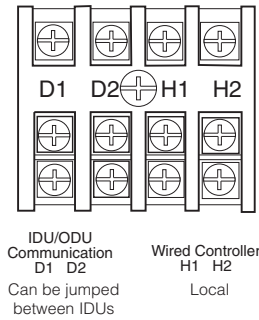 D1 D2 H1 H2
IDU/ODU
Communication
D1 D2
Can be jumped
between IDUs
Wired Controller
H1 H2
Local